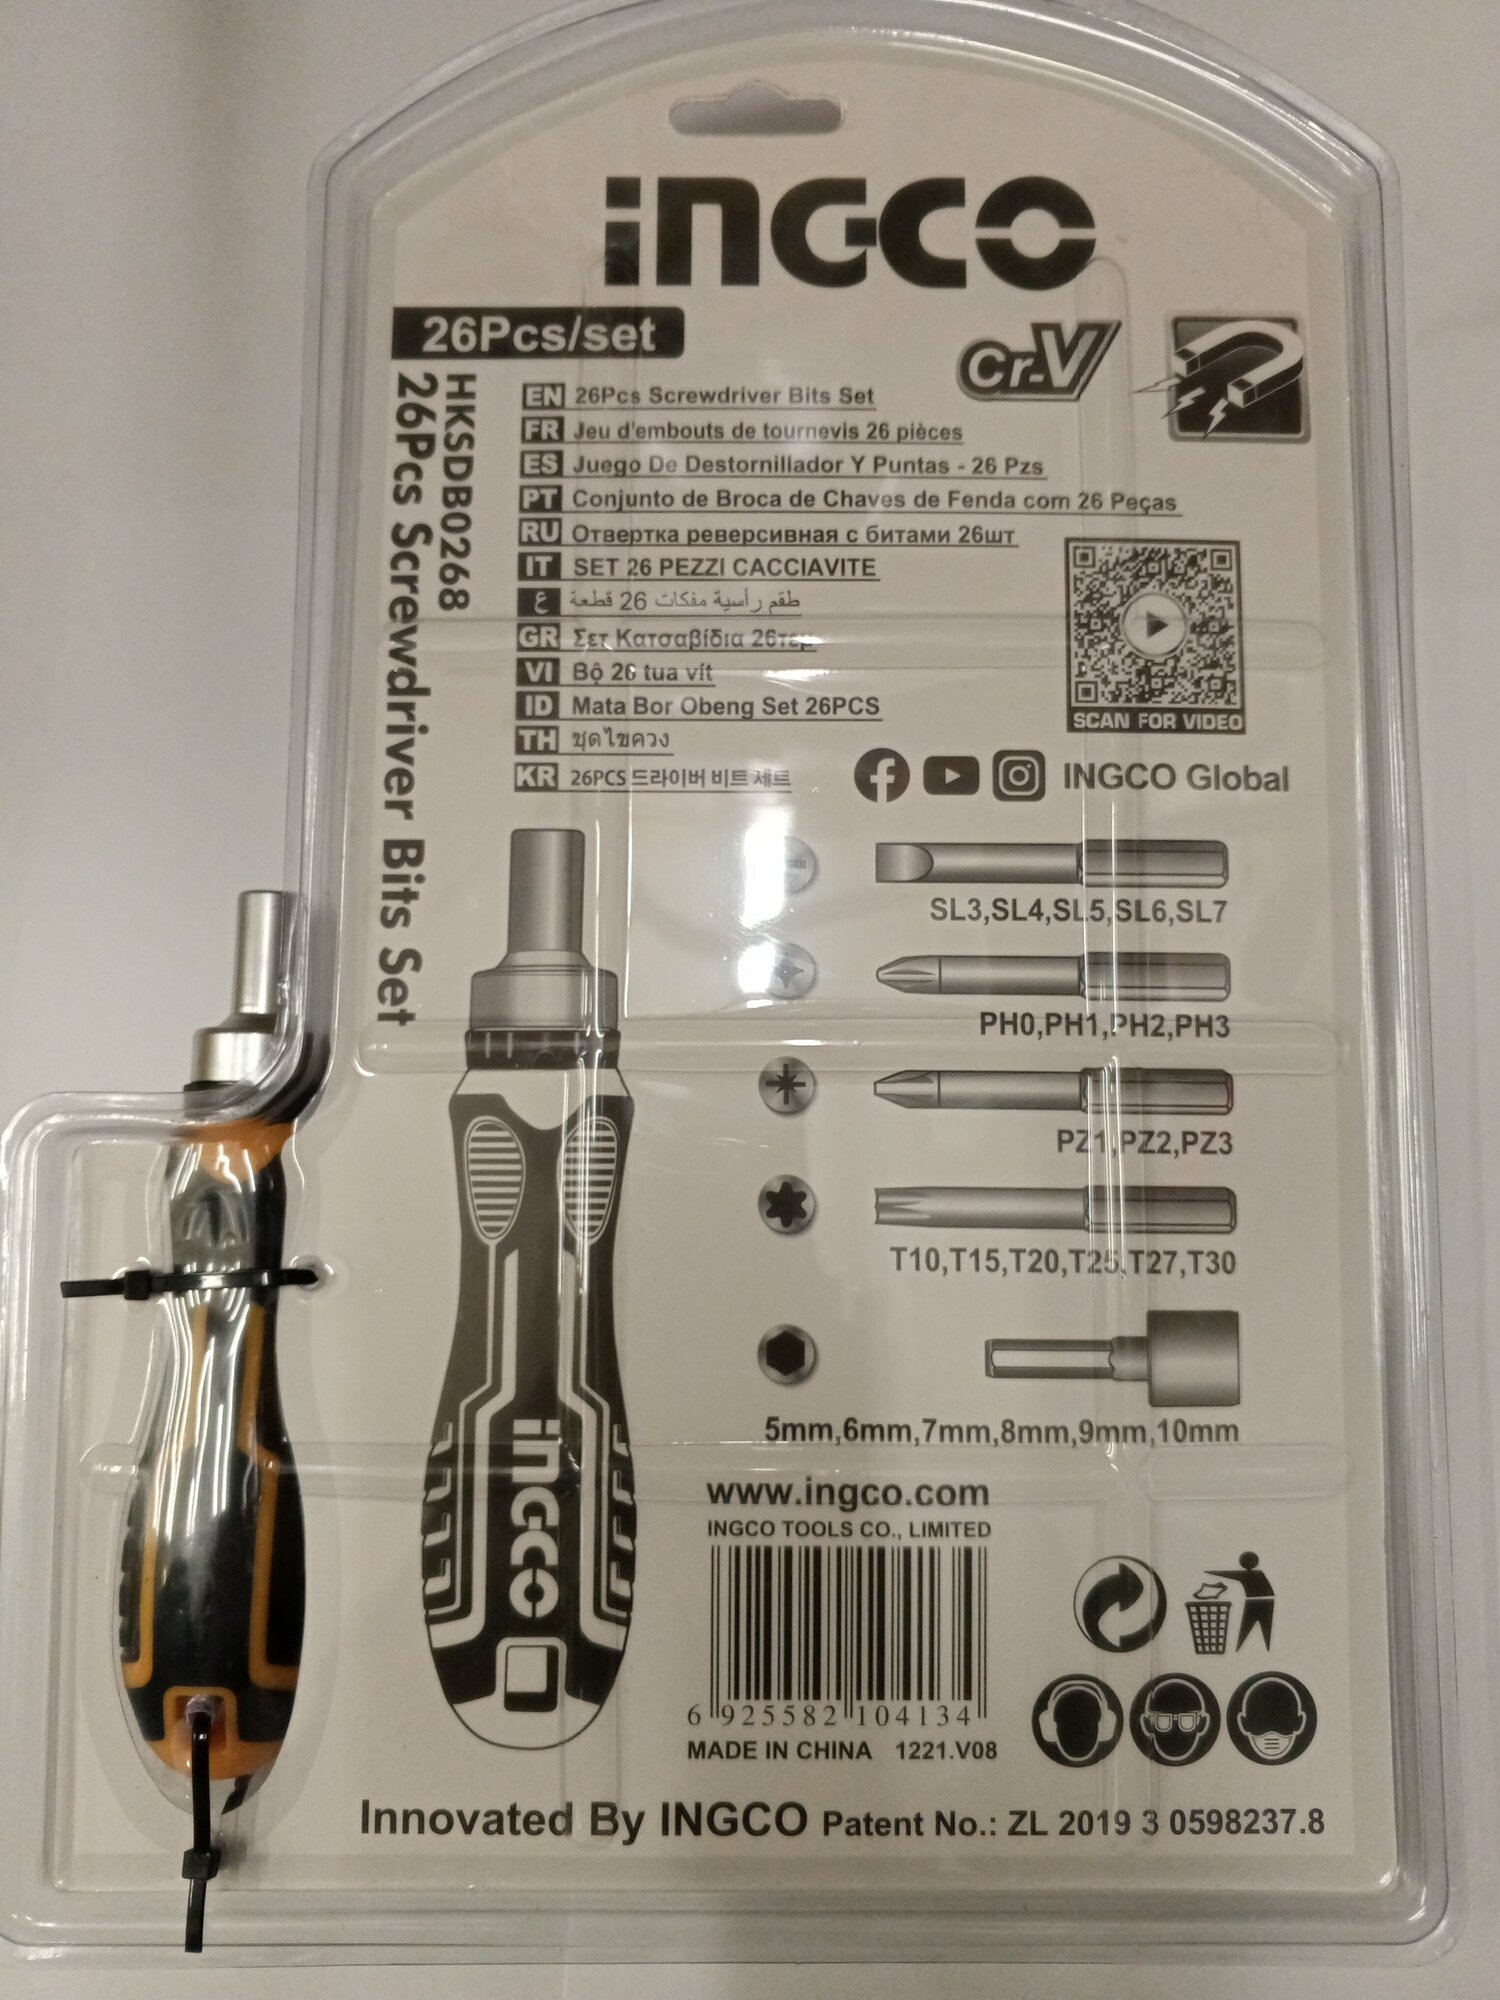 INGCO
26Pcs/set
Cr-V
HKSDB0268
26Pcs Screwdriver Bits Set
EN 26Pcs Screwdriver Bits Set
FR Jeu d'embouts de tournevis 26 pièces
ES Juego De Destornillador Y Puntas - 26 Pzs
PT Conjunto de Broca de Chaves de Fenda com 26 Peças
RU Отвертка реверсивная с битами 26шт
IT SET 26 PEZZI CACCIAVITE
ع طقم رأسية مفكات 26 قطعة
GR Σετ Κατσαβίδια 26τεμ
VI Bộ 26 tua vít
ID Mata Bor Obeng Set 26PCS
TH ชุดไขควง
KR 26PCS 드라이버 비트 세트
SCAN FOR VIDEO
INGCO Global
SL3,SL4,SL5,SL6,SL7
PH0,PH1,PH2,PH3
PZ1,PZ2,PZ3
T10,T15,T20,T25,T27,T30
5mm,6mm,7mm,8mm,9mm,10mm
INGCO
www.ingco.com
INGCO TOOLS CO., LIMITED
6 925582 104134
MADE IN CHINA 1221.V08
Innovated By INGCO Patent No.: ZL 2019 3 0598237.8